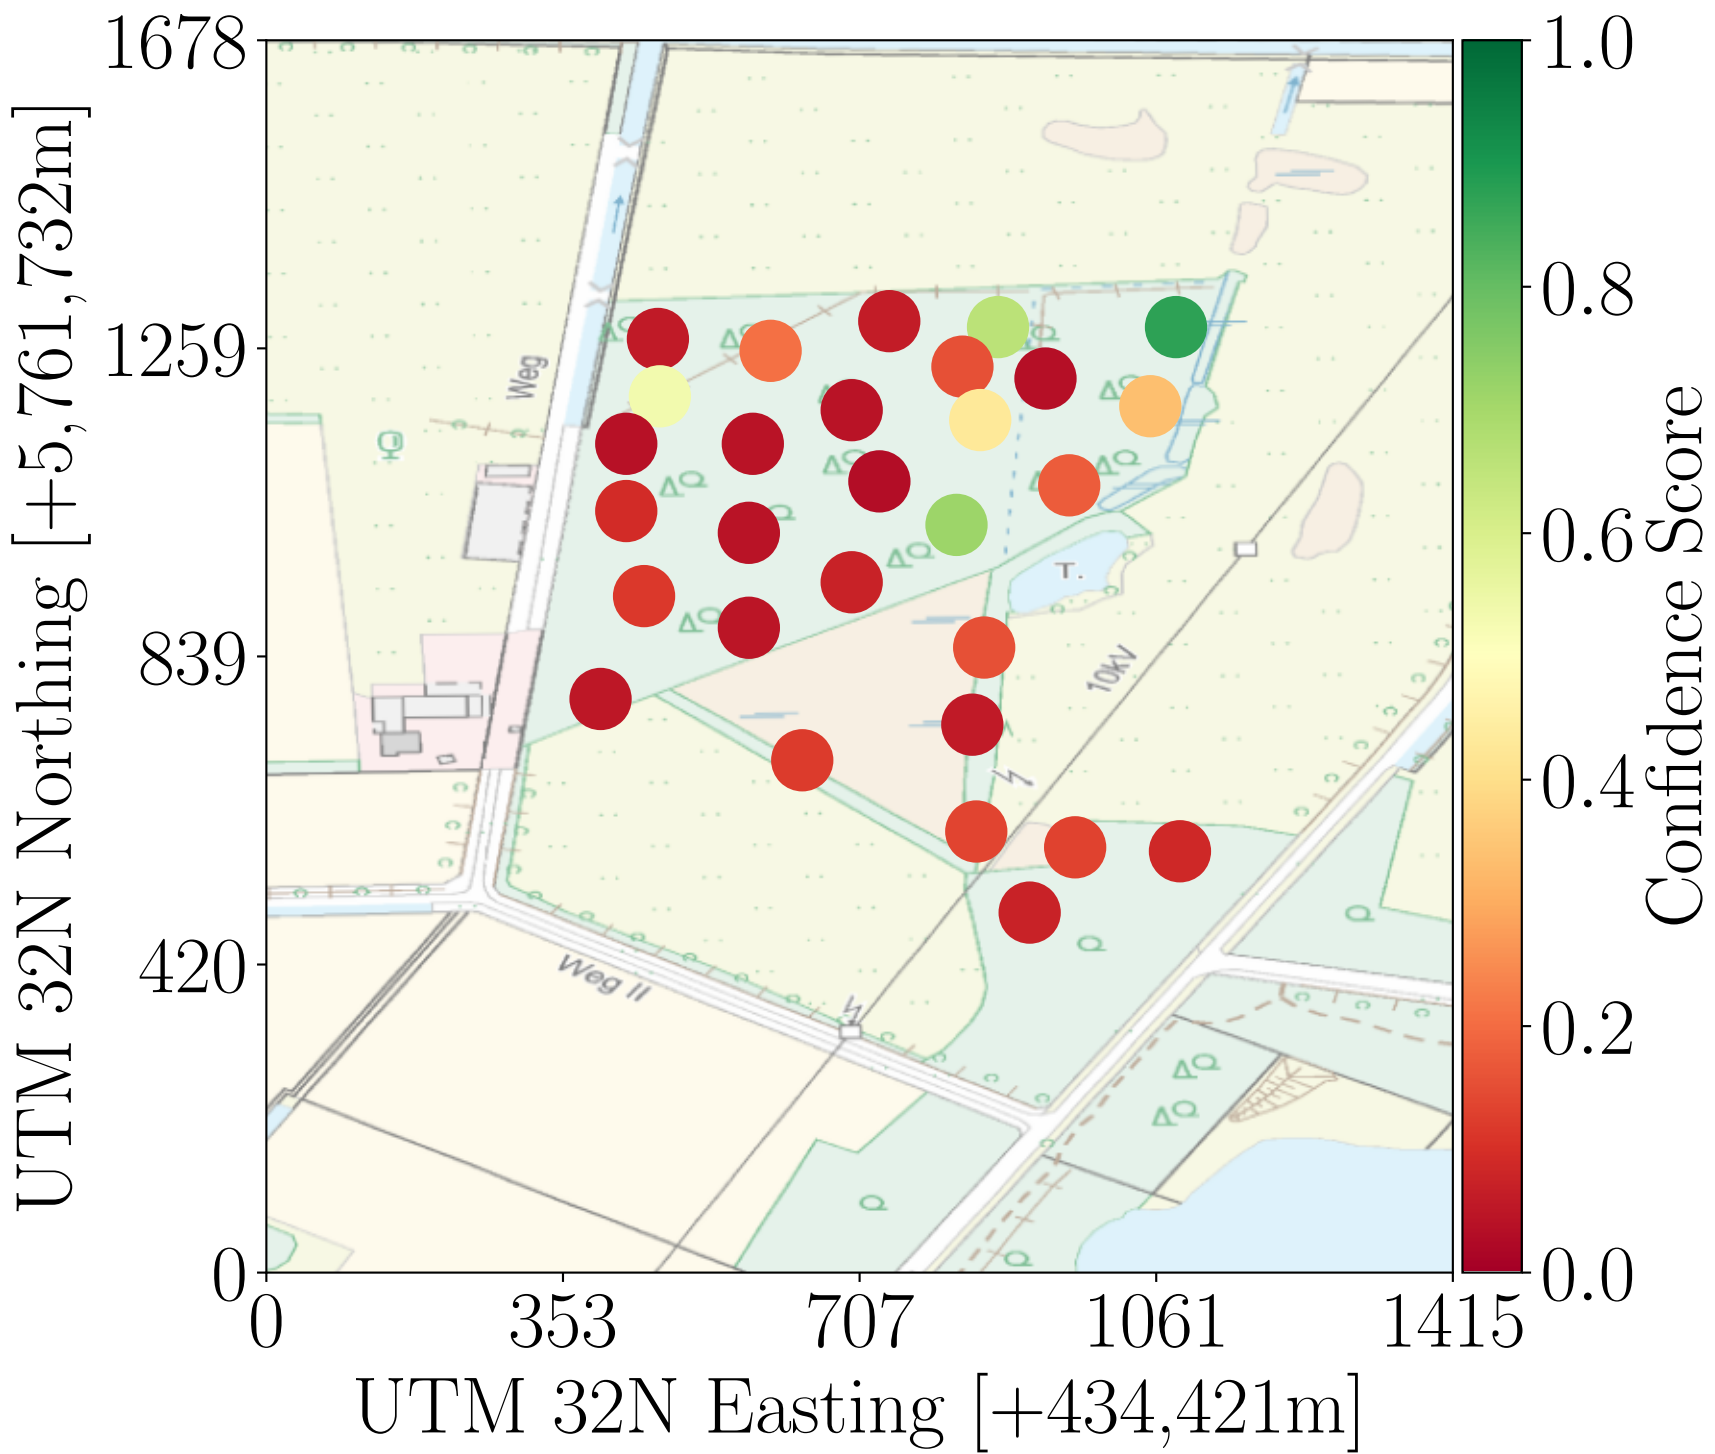 1678
1259
839
420
0
0
353
707
1061
1415
UTM 32N Easting [+434,421m]
UTM 32N Northing [+5,761,732m]
1.0
0.8
0.6
0.4
0.2
0.0
Confidence Score
Weg
T.
10kV
Weg II